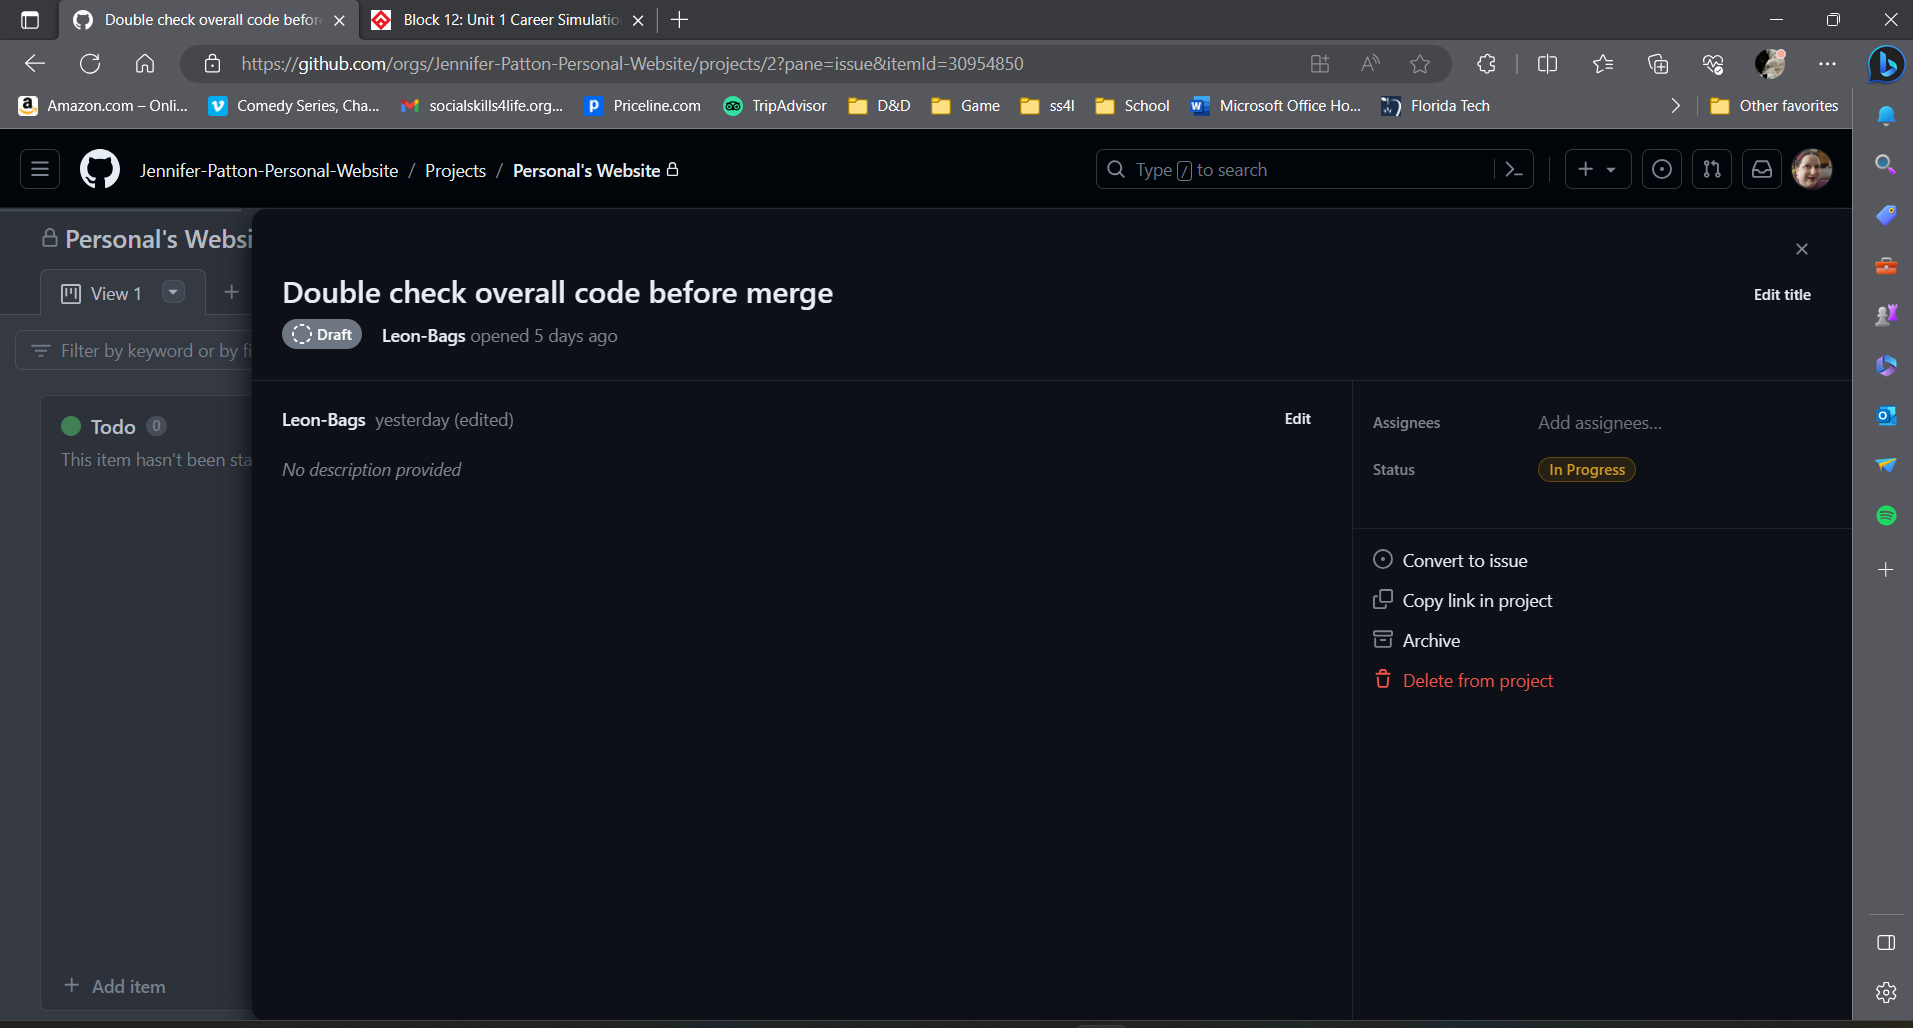 Double check overall code befor
Block 12: Unit 1 Career Simulatio
https://github.com/orgs/Jennifer-Patton-Personal-Website/projects/2?pane=issue&itemId=30954850
Amazon.com – Onli...
Comedy Series, Cha...
socialskills4life.org...
Priceline.com
TripAdvisor
D&D
Game
ss4l
School
Microsoft Office Ho...
Florida Tech
Other favorites
Jennifer-Patton-Personal-Website / Projects / Personal's Website
Type / to search
Personal's Websi
View 1
Filter by keyword or by fi
Todo 0
This item hasn't been sta
Add item
Double check overall code before merge
Edit title
Draft
Leon-Bags opened 5 days ago
Leon-Bags yesterday (edited)
Edit
No description provided
Assignees
Add assignees...
Status
In Progress
Convert to issue
Copy link in project
Archive
Delete from project